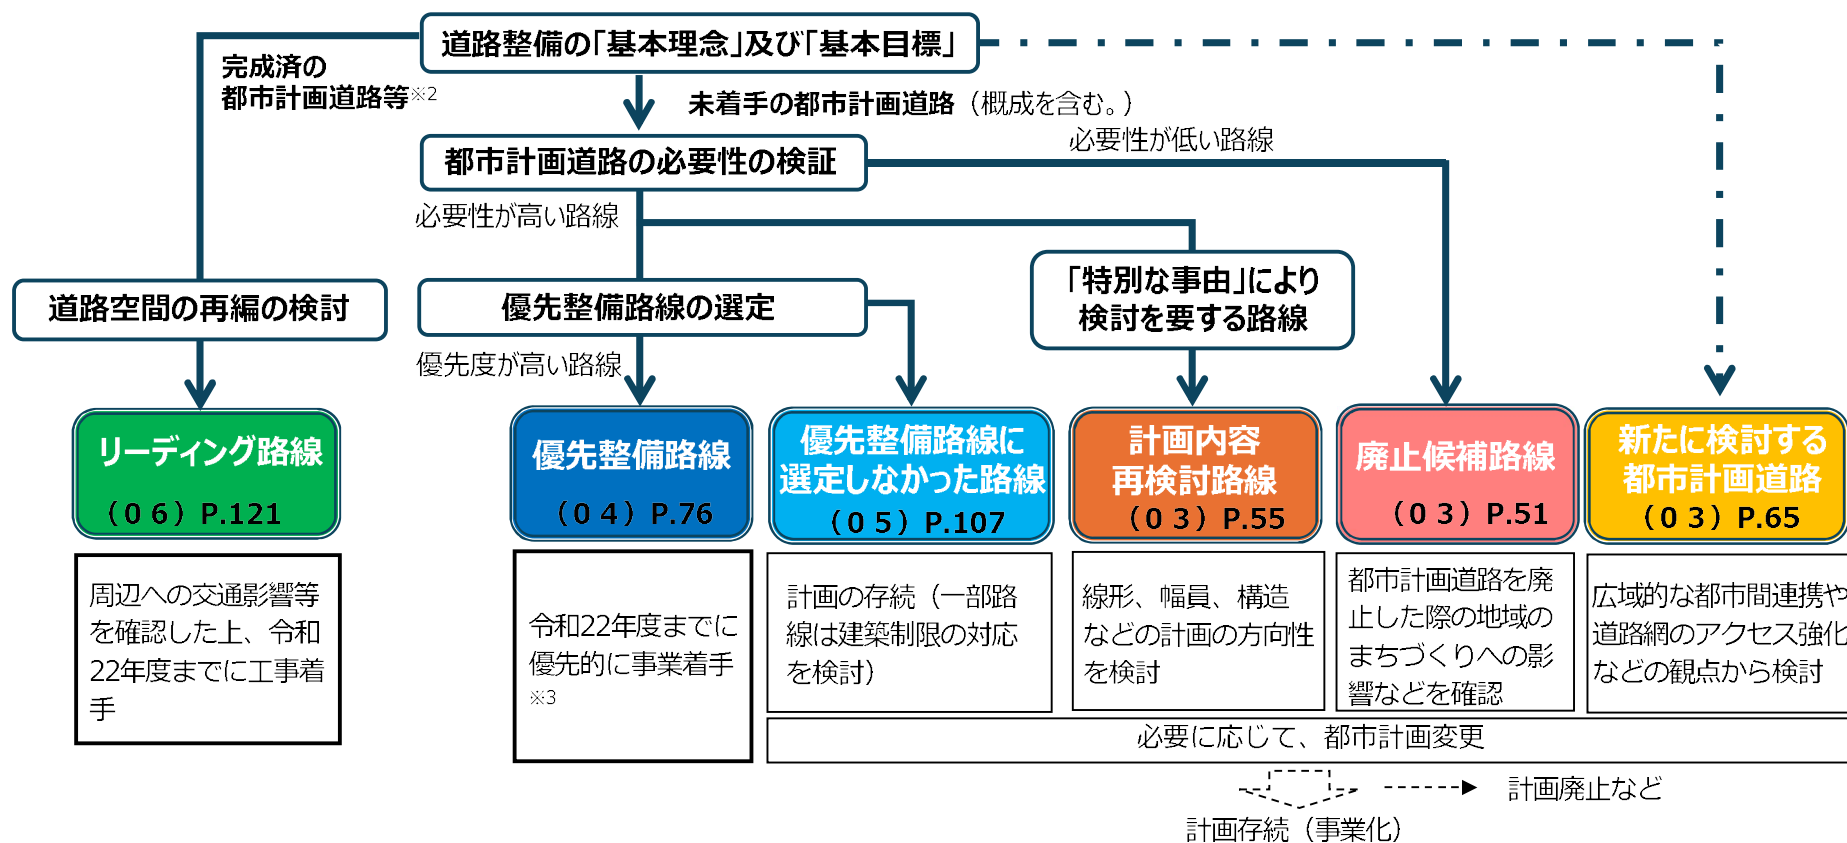 道路整備の「基本理念」及び「基本目標」
完成済の
都市計画道路等※2
未着手の都市計画道路（概成を含む。）
都市計画道路の必要性の検証
必要性が低い路線
必要性が高い路線
道路空間の再編の検討
優先整備路線の選定
「特別な事由」により
検討を要する路線
優先度が高い路線
リーディング路線
（０６）P.121
優先整備路線
（０４）P.76
優先整備路線に
選定しなかった路線
（０５）P.107
計画内容
再検討路線
（０３）P.55
廃止候補路線
（０３）P.51
新たに検討する
都市計画道路
（０３）P.65
周辺への交通影響等
を確認した上、令和
22年度までに工事着
手
令和22年度までに
優先的に事業着手
※3
計画の存続（一部路
線は建築制限の対応
を検討）
線形、幅員、構造
などの計画の方向性
を検討
都市計画道路を廃
止した際の地域の
まちづくりへの影
響などを確認
広域的な都市間連携や
道路網のアクセス強化
などの観点から検討
必要に応じて、都市計画変更
計画廃止など
計画存続（事業化）